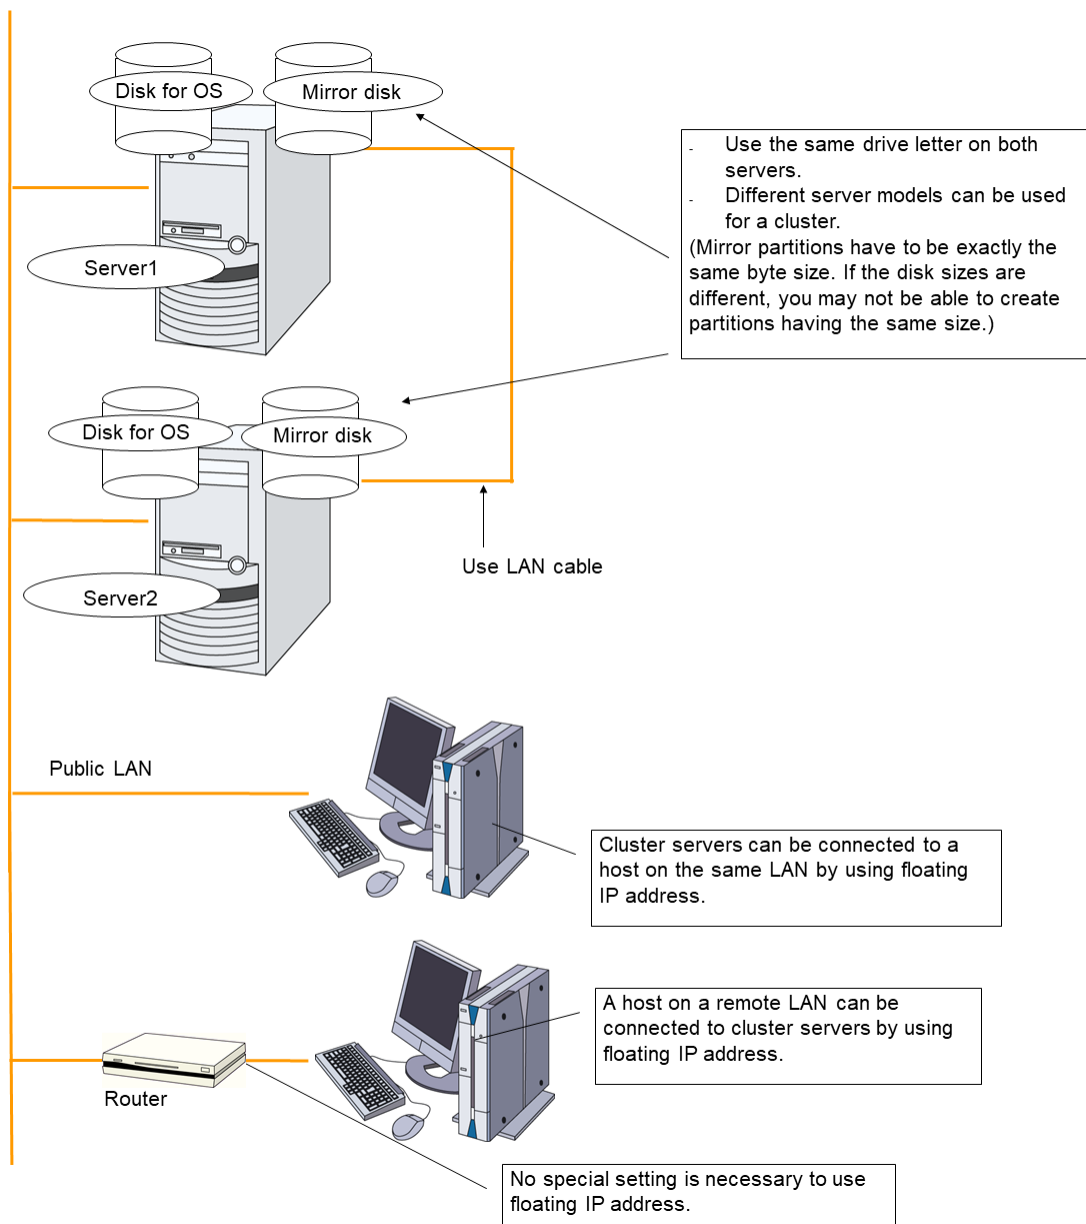 Disk for OS
Mirror disk
- Use the same drive letter on both
servers.
- Different server models can be used
for a cluster.
(Mirror partitions have to be exactly the
same byte size. If the disk sizes are
different, you may not be able to create
partitions having the same size.)
Server1
Disk for OS
Mirror disk
Use LAN cable
Server2
Public LAN
Cluster servers can be connected to a
host on the same LAN by using floating
IP address.
A host on a remote LAN can be
connected to cluster servers by using
floating IP address.
Router
No special setting is necessary to use
floating IP address.